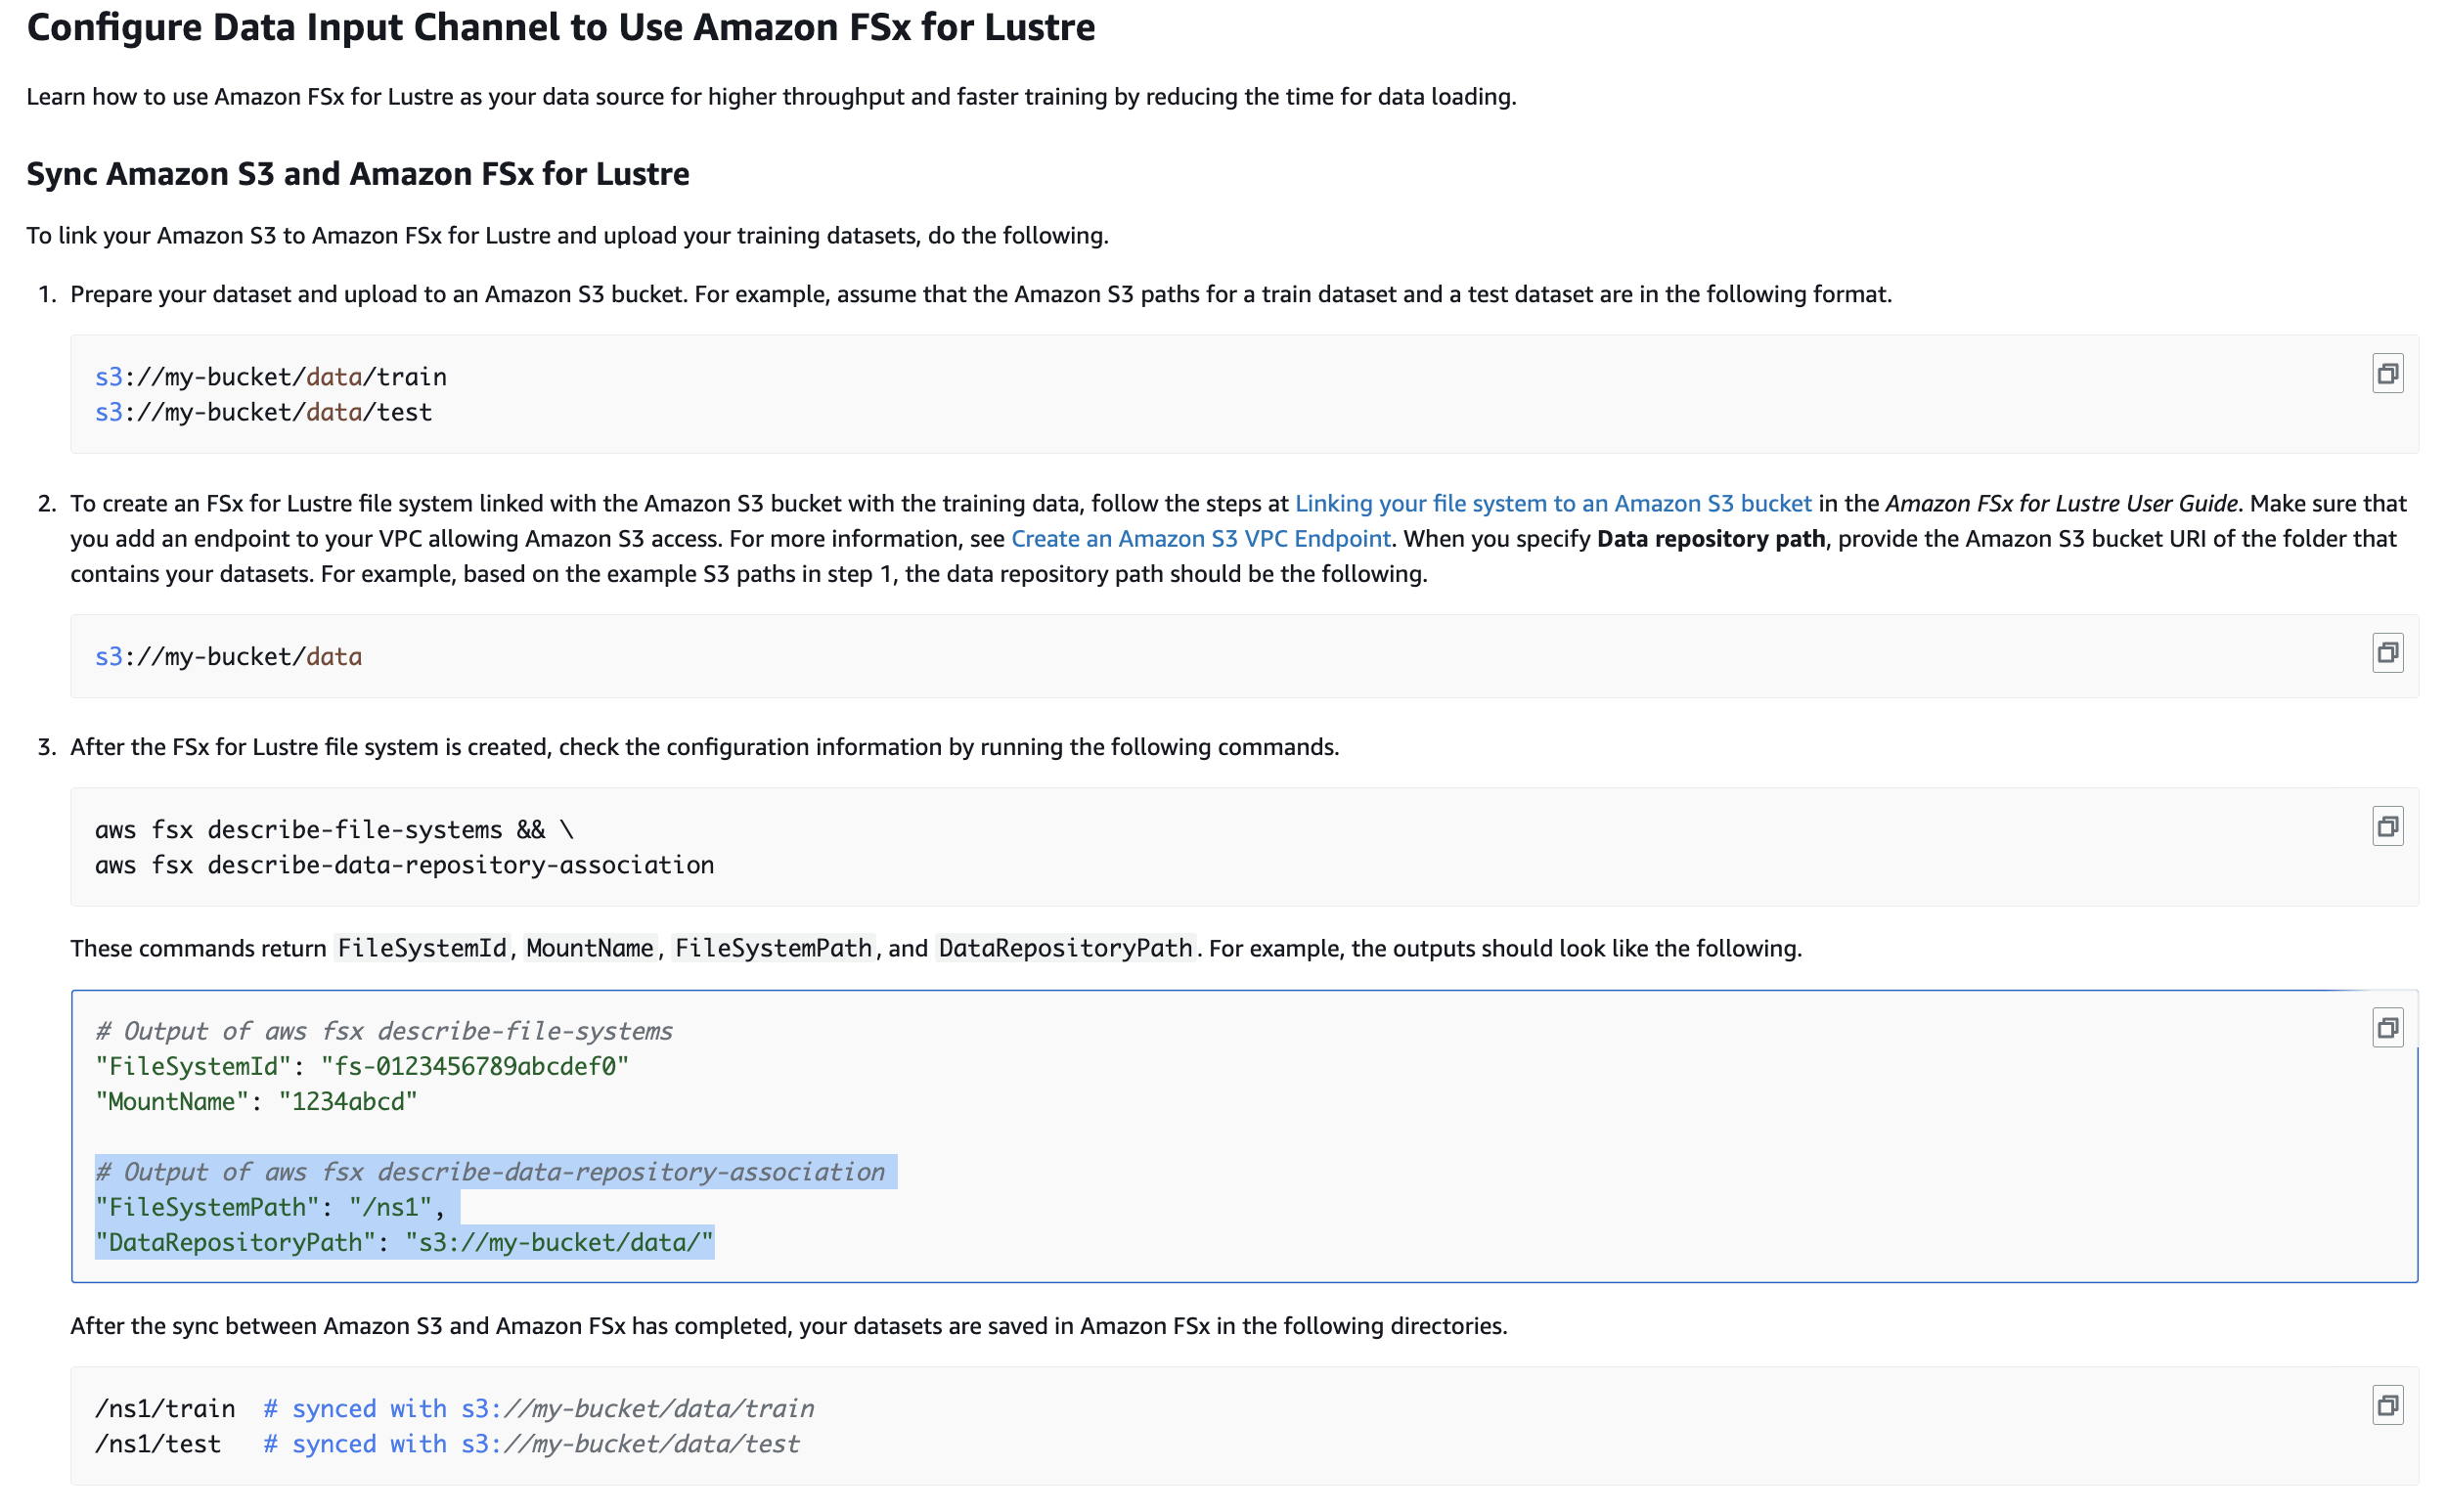 Configure Data Input Channel to Use Amazon FSx for Lustre
Learn how to use Amazon FSx for Lustre as your data source for higher throughput and faster training by reducing the time for data loading.
Sync Amazon S3 and Amazon FSx for Lustre
To link your Amazon S3 to Amazon FSx for Lustre and upload your training datasets, do the following.
1. Prepare your dataset and upload to an Amazon S3 bucket. For example, assume that the Amazon S3 paths for a train dataset and a test dataset are in the following format.
s3://my-bucket/data/train
s3://my-bucket/data/test
2. To create an FSx for Lustre file system linked with the Amazon S3 bucket with the training data, follow the steps at Linking your file system to an Amazon S3 bucket in the Amazon FSx for Lustre User Guide. Make sure that
you add an endpoint to your VPC allowing Amazon S3 access. For more information, see Create an Amazon S3 VPC Endpoint. When you specify Data repository path, provide the Amazon S3 bucket URI of the folder that
contains your datasets. For example, based on the example S3 paths in step 1, the data repository path should be the following.
s3://my-bucket/data
3. After the FSx for Lustre file system is created, check the configuration information by running the following commands.
aws fsx describe-file-systems && \
aws fsx describe-data-repository-association
These commands return FileSystemId, MountName, FileSystemPath, and DataRepositoryPath. For example, the outputs should look like the following.
# Output of aws fsx describe-file-systems
"FileSystemId": "fs-0123456789abcdef0"
"MountName": "1234abcd"
# Output of aws fsx describe-data-repository-association
"FileSystemPath": "/ns1",
"DataRepositoryPath": "s3://my-bucket/data/"
After the sync between Amazon S3 and Amazon FSx has completed, your datasets are saved in Amazon FSx in the following directories.
/ns1/train  # synced with s3://my-bucket/data/train
/ns1/test   # synced with s3://my-bucket/data/test